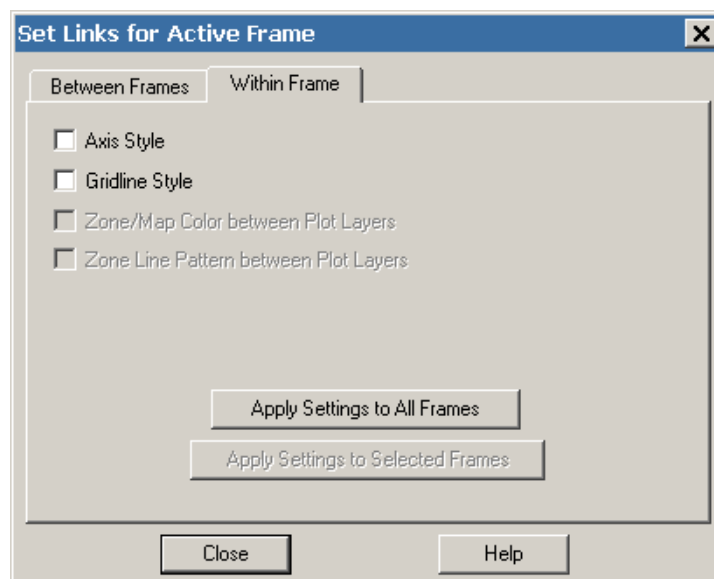 Set Links for Active Frame
Between Frames Within Frame
Axis Style
Gridline Style
Zone/Map Color between Plot Layers
Zone Line Pattern between Plot Layers
Apply Settings to All Frames
Apply Settings to Selected Frames
Close Help